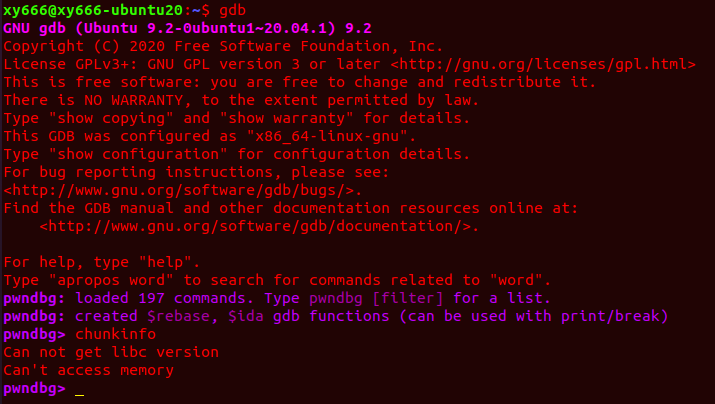 xy666@xy666-ubuntu20:~$ gdb
GNU gdb (Ubuntu 9.2-0ubuntu1~20.04.1) 9.2
Copyright (C) 2020 Free Software Foundation, Inc.
License GPLv3+: GNU GPL version 3 or later <http://gnu.org/licenses/gpl.html>
This is free software: you are free to change and redistribute it.
There is NO WARRANTY, to the extent permitted by law.
Type "show copying" and "show warranty" for details.
This GDB was configured as "x86_64-linux-gnu".
Type "show configuration" for configuration details.
For bug reporting instructions, please see:
<http://www.gnu.org/software/gdb/bugs/>.
Find the GDB manual and other documentation resources online at:
    <http://www.gnu.org/software/gdb/documentation/>.

For help, type "help".
Type "apropos word" to search for commands related to "word".
pwndbg: loaded 197 commands. Type pwndbg [filter] for a list.
pwndbg: created $rebase, $ida gdb functions (can be used with print/break)
pwndbg> chunkinfo
Can not get libc version
Can't access memory
pwndbg> _